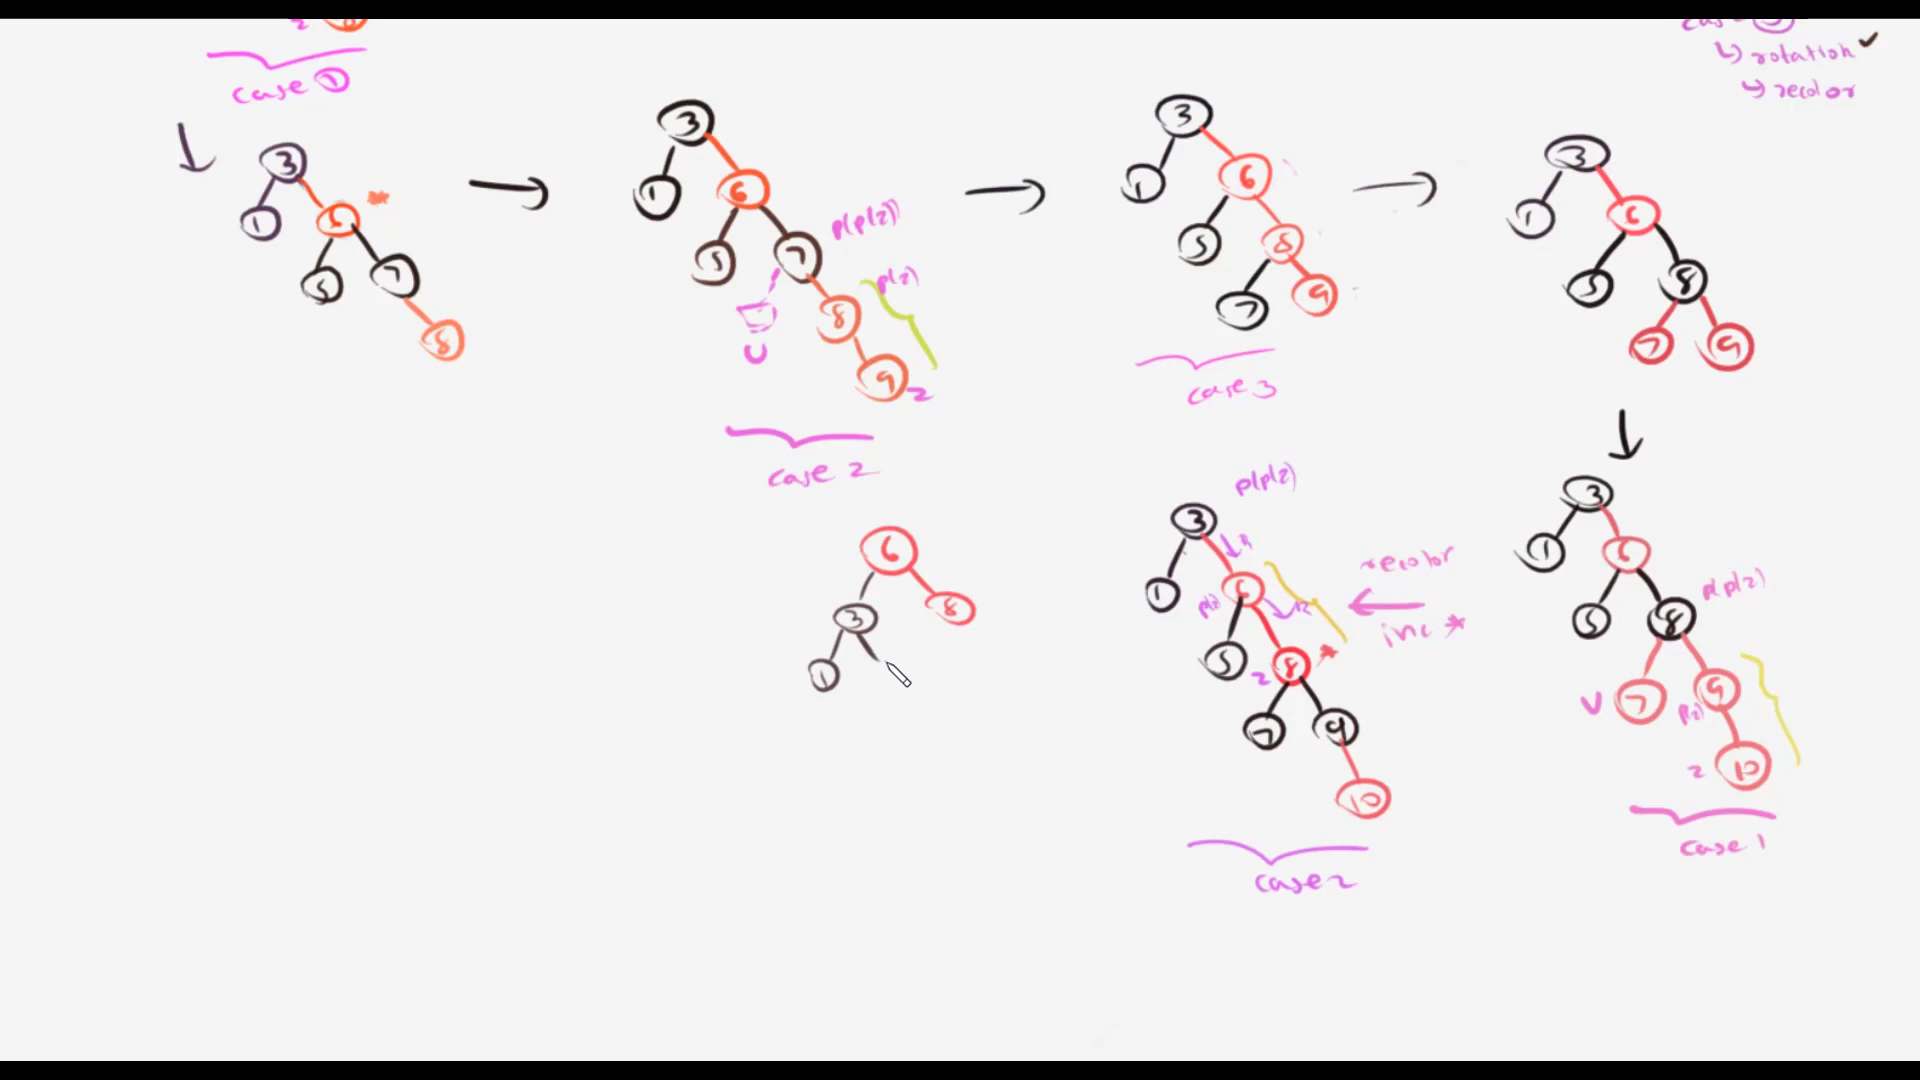 case ①
↳ rotation ✓
↳ recolor
3
1
6 *
5
7
8
3
1
6
5
7
p(p(z))
8
p(z)
U
9
z
case 2
3
1
6
5
8
7
9
case 3
3
1
6
5
8
7
9
3
1
6
5
8
p(p(z))
U
7
9
p(z)
z
10
case 1
recolor
inc *
p(p(z))
3
1
6
p(z)
5
8 *
z
7
9
10
case 2
6
3
8
1